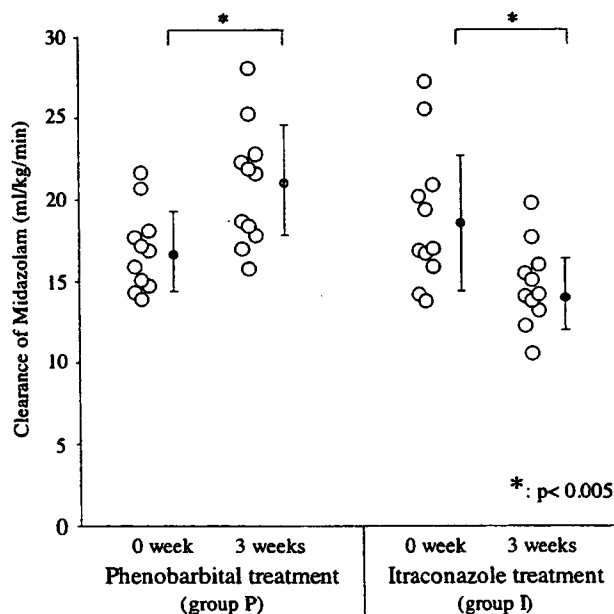 *
*
Clearance of Midazolam (ml/kg/min)
30
25
20
15
10
5
0
*: p< 0.005
0 week 3 weeks 0 week 3 weeks
Phenobarbital treatment Itraconazole treatment
(group P) (group I)